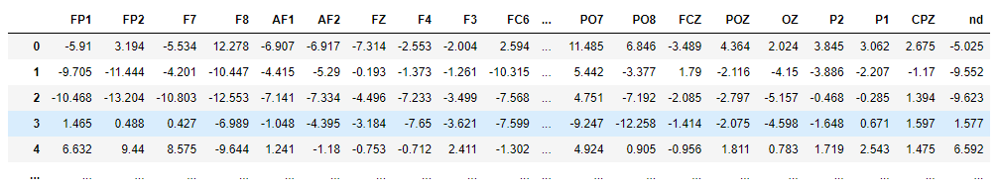 FP1 FP2 F7 F8 AF1 AF2 FZ F4 F3 FC6 ... PO7 PO8 FCZ POZ OZ P2 P1 CPZ nd
0 -5.91 3.194 -5.534 12.278 -6.907 -6.917 -7.314 -2.553 -2.004 2.594 ... 11.485 6.846 -3.489 4.364 2.024 3.845 3.062 2.675 -5.025
1 -9.705 -11.444 -4.201 -10.447 -4.415 -5.29 -0.193 -1.373 -1.261 -10.315 ... 5.442 -3.377 1.79 -2.116 -4.15 -3.886 -2.207 -1.17 -9.552
2 -10.468 -13.204 -10.803 -12.553 -7.141 -7.334 -4.496 -7.233 -3.499 -7.568 ... 4.751 -7.192 -2.085 -2.797 -5.157 -0.468 -0.285 1.394 -9.623
3 1.465 0.488 0.427 -6.989 -1.048 -4.395 -3.184 -7.65 -3.621 -7.599 ... -9.247 -12.258 -1.414 -2.075 -4.598 -1.648 0.671 1.597 1.577
4 6.632 9.44 8.575 -9.644 1.241 -1.18 -0.753 -0.712 2.411 -1.302 ... 4.924 0.905 -0.956 1.811 0.783 1.719 2.543 1.475 6.592
... ... ... ... ... ... ... ... ... ... ... ... ... ... ... ... ... ... ... ... ...